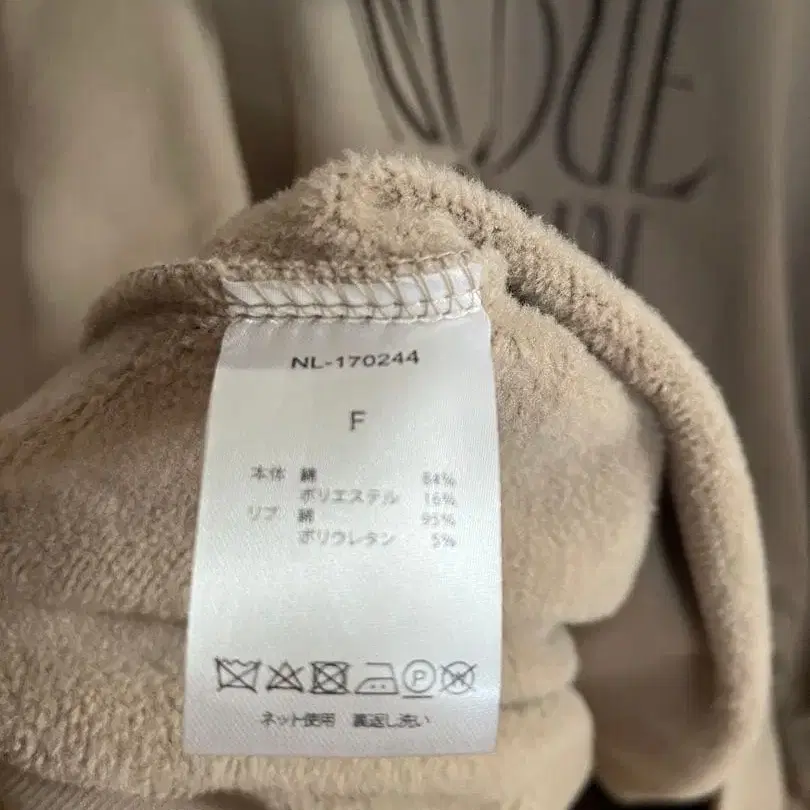 NL-170244
F
本体 綿 84%
ポリエステル 16%
リブ 綿 95%
ポリウレタン 5%
ネット使用 裏返し洗い